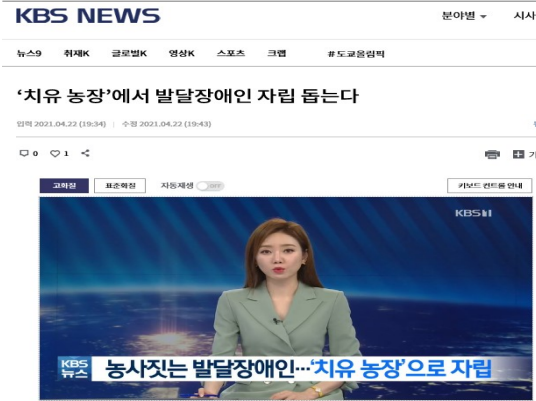 KBS NEWS
분야별
시사
뉴스9 취재K 글로벌K 영상K 스포츠 크랩 #도쿄올림픽
‘치유 농장’에서 발달장애인 자립 돕는다
입력 2021.04.22 (19:34) | 수정 2021.04.22 (19:43)
0 1
고화질 표준화질 자동재생 OFF 키보드 컨트롤 안내
KBS1
KBS 뉴스 농사짓는 발달장애인…‘치유 농장’으로 자립